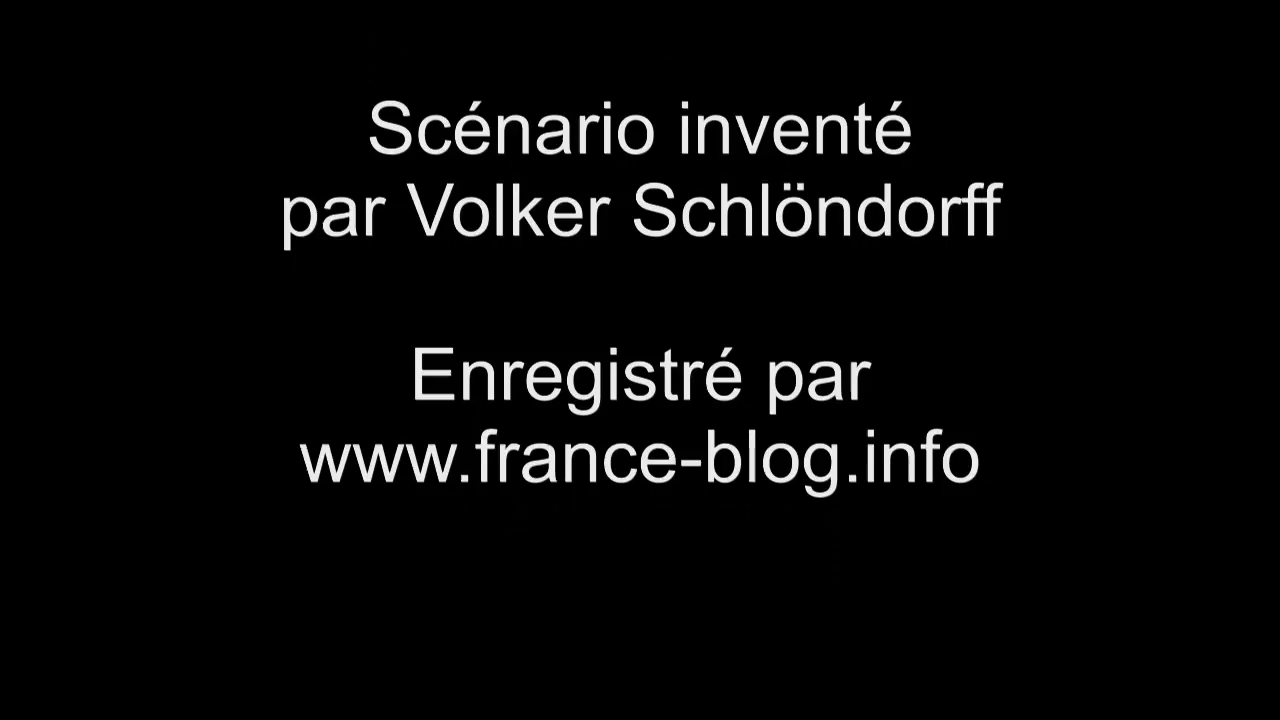 Scénario inventé
par Volker Schlöndorff
Enregistré par
www.france-blog.info